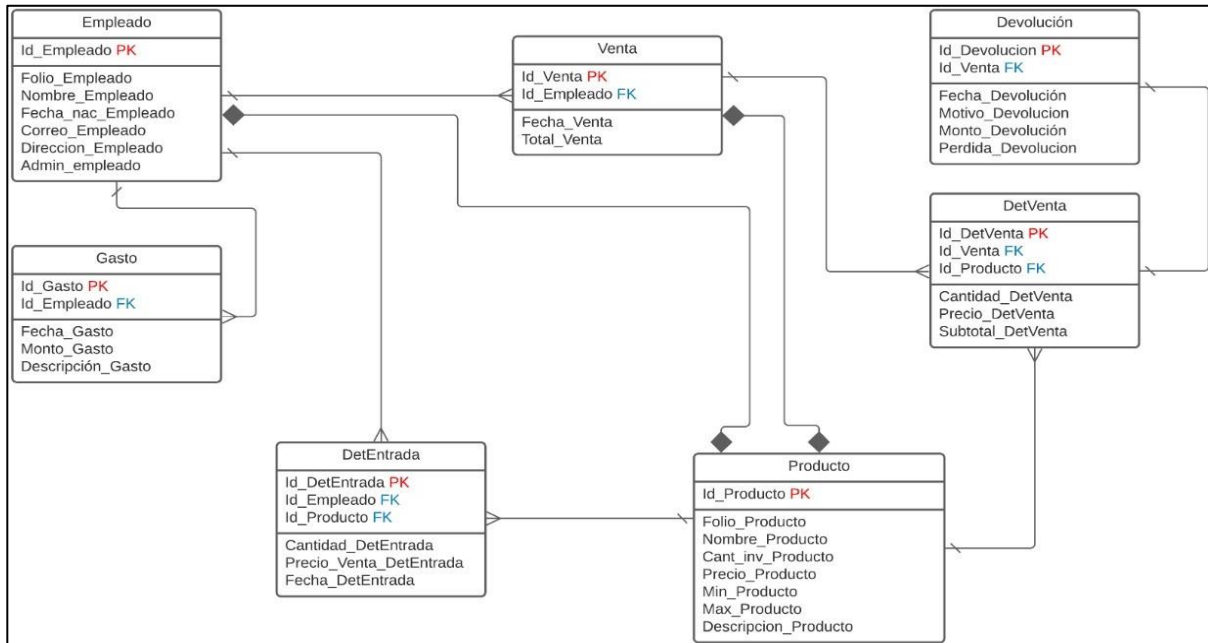 Empleado
Id_Empleado PK
Folio_Empleado
Nombre_Empleado
Fecha_nac_Empleado
Correo_Empleado
Direccion_Empleado
Admin_empleado
Venta
Id_Venta PK
Id_Empleado FK
Fecha_Venta
Total_Venta
Devolución
Id_Devolucion PK
Id_Venta FK
Fecha_Devolución
Motivo_Devolucion
Monto_Devolución
Perdida_Devolucion
DetVenta
Id_DetVenta PK
Id_Venta FK
Id_Producto FK
Cantidad_DetVenta
Precio_DetVenta
Subtotal_DetVenta
Gasto
Id_Gasto PK
Id_Empleado FK
Fecha_Gasto
Monto_Gasto
Descripción_Gasto
DetEntrada
Id_DetEntrada PK
Id_Empleado FK
Id_Producto FK
Cantidad_DetEntrada
Precio_Venta_DetEntrada
Fecha_DetEntrada
Producto
Id_Producto PK
Folio_Producto
Nombre_Producto
Cant_inv_Producto
Precio_Producto
Min_Producto
Max_Producto
Descripcion_Producto